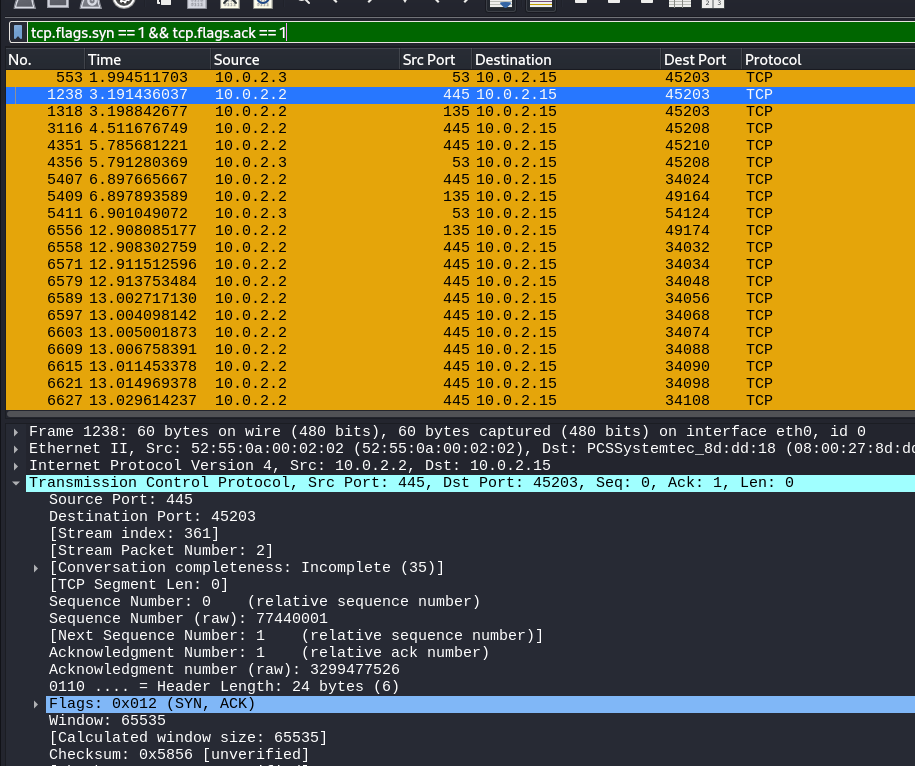 tcp.flags.syn == 1 && tcp.flags.ack == 1
No. Time Source Src Port Destination Dest Port Protocol
553 1.994511703 10.0.2.3 53 10.0.2.15 45203 TCP
1238 3.191436037 10.0.2.2 445 10.0.2.15 45203 TCP
1318 3.198842677 10.0.2.2 135 10.0.2.15 45203 TCP
3116 4.511676749 10.0.2.2 445 10.0.2.15 45208 TCP
4351 5.785681221 10.0.2.2 445 10.0.2.15 45210 TCP
4356 5.791280369 10.0.2.3 53 10.0.2.15 45208 TCP
5407 6.897665667 10.0.2.2 445 10.0.2.15 34024 TCP
5409 6.897893589 10.0.2.2 135 10.0.2.15 49164 TCP
5411 6.901049072 10.0.2.3 53 10.0.2.15 54124 TCP
6556 12.908085177 10.0.2.2 135 10.0.2.15 49174 TCP
6558 12.908302759 10.0.2.2 445 10.0.2.15 34032 TCP
6571 12.911512596 10.0.2.2 445 10.0.2.15 34034 TCP
6579 12.913753484 10.0.2.2 445 10.0.2.15 34048 TCP
6589 13.002717130 10.0.2.2 445 10.0.2.15 34056 TCP
6597 13.004098142 10.0.2.2 445 10.0.2.15 34068 TCP
6603 13.005001873 10.0.2.2 445 10.0.2.15 34074 TCP
6609 13.006758391 10.0.2.2 445 10.0.2.15 34088 TCP
6615 13.011453378 10.0.2.2 445 10.0.2.15 34090 TCP
6621 13.014969378 10.0.2.2 445 10.0.2.15 34098 TCP
6627 13.029614237 10.0.2.2 445 10.0.2.15 34108 TCP
Frame 1238: 60 bytes on wire (480 bits), 60 bytes captured (480 bits) on interface eth0, id 0
Ethernet II, Src: 52:55:0a:00:02:02 (52:55:0a:00:02:02), Dst: PCSSystemtec_8d:dd:18 (08:00:27:8d:dd
Internet Protocol Version 4, Src: 10.0.2.2, Dst: 10.0.2.15
Transmission Control Protocol, Src Port: 445, Dst Port: 45203, Seq: 0, Ack: 1, Len: 0
Source Port: 445
Destination Port: 45203
[Stream index: 361]
[Stream Packet Number: 2]
[Conversation completeness: Incomplete (35)]
[TCP Segment Len: 0]
Sequence Number: 0 (relative sequence number)
Sequence Number (raw): 77440001
[Next Sequence Number: 1 (relative sequence number)]
Acknowledgment Number: 1 (relative ack number)
Acknowledgment number (raw): 3299477526
0110 .... = Header Length: 24 bytes (6)
Flags: 0x012 (SYN, ACK)
Window: 65535
[Calculated window size: 65535]
Checksum: 0x5856 [unverified]